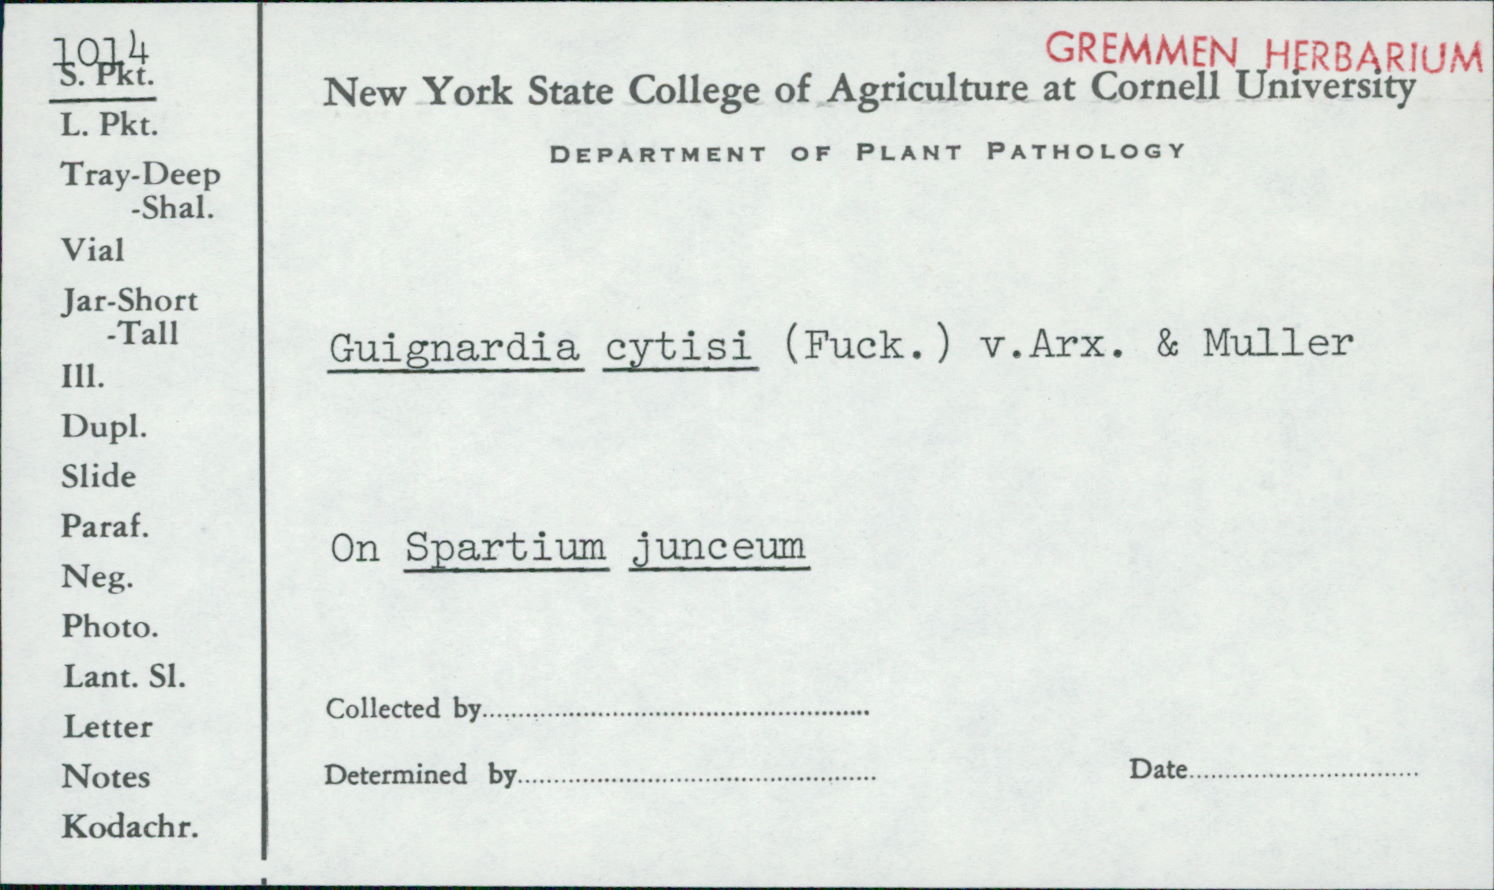 1014
S. Pkt.
L. Pkt.
Tray-Deep
-Shal.
Vial
Jar-Short
-Tall
Ill.
Dupl.
Slide
Paraf.
Neg.
Photo.
Lant. Sl.
Letter
Notes
Kodachr.
GREMMEN HERBARIUM
New York State College of Agriculture at Cornell University
DEPARTMENT OF PLANT PATHOLOGY
Guignardia cytisi (Fuck.) v.Arx. & Muller
On Spartium junceum
Collected by
Determined by
Date